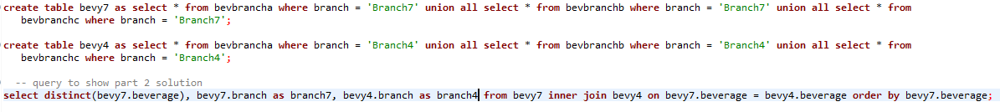 create table bevy7 as select * from bevbrancha where branch = 'Branch7' union all select * from bevbranchb where branch = 'Branch7' union all select * from
bevbranchc where branch = 'Branch7';
create table bevy4 as select * from bevbrancha where branch = 'Branch4' union all select * from bevbranchb where branch = 'Branch4' union all select * from
bevbranchc where branch = 'Branch4';
-- query to show part 2 solution
select distinct(bevy7.beverage), bevy7.branch as branch7, bevy4.branch as branch4 from bevy7 inner join bevy4 on bevy7.beverage = bevy4.beverage order by bevy7.beverage;